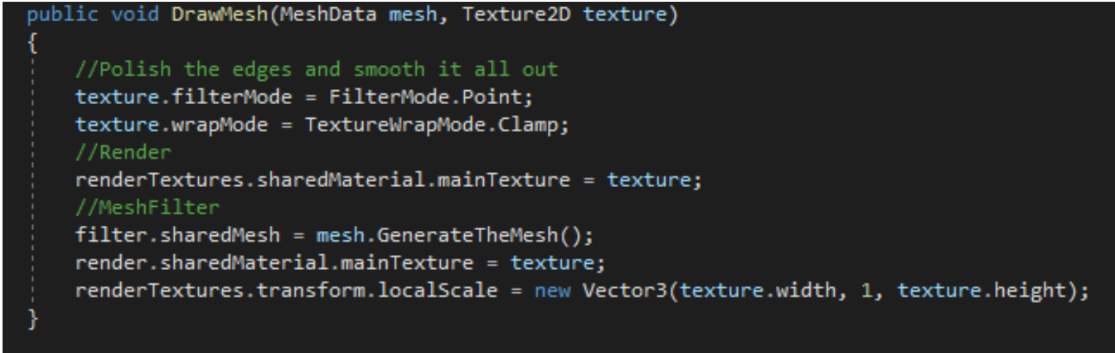 public void DrawMesh(MeshData mesh, Texture2D texture)
{
//Polish the edges and smooth it all out
texture.filterMode = FilterMode.Point;
texture.wrapMode = TextureWrapMode.Clamp;
//Render
renderTextures.sharedMaterial.mainTexture = texture;
//MeshFilter
filter.sharedMesh = mesh.GenerateTheMesh();
render.sharedMaterial.mainTexture = texture;
renderTextures.transform.localScale = new Vector3(texture.width, 1, texture.height);
}